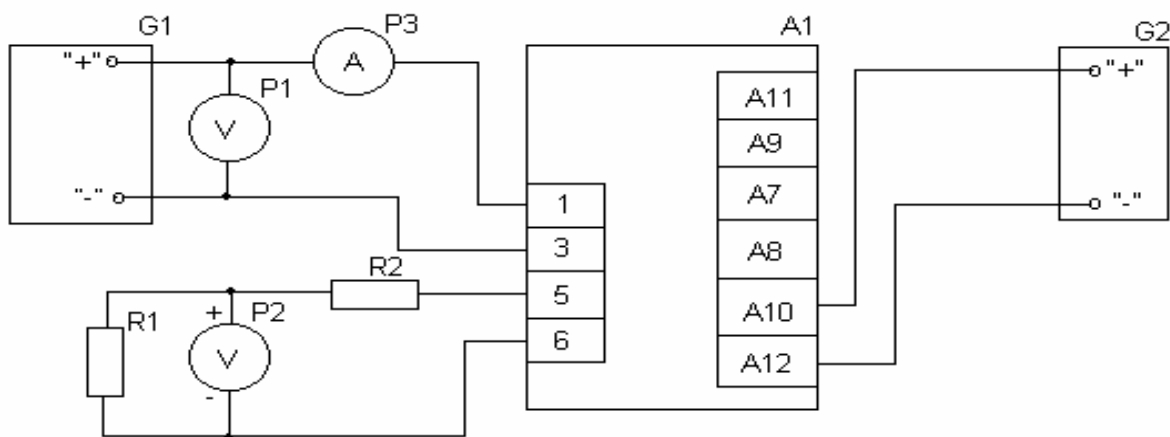 G1
P3
A1
G2
"+"
A
"+"
P1
A11
V
A9
"-"
1
A7
"-"
3
A8
R2
5
A10
R1
+
P2
6
V
A12
-